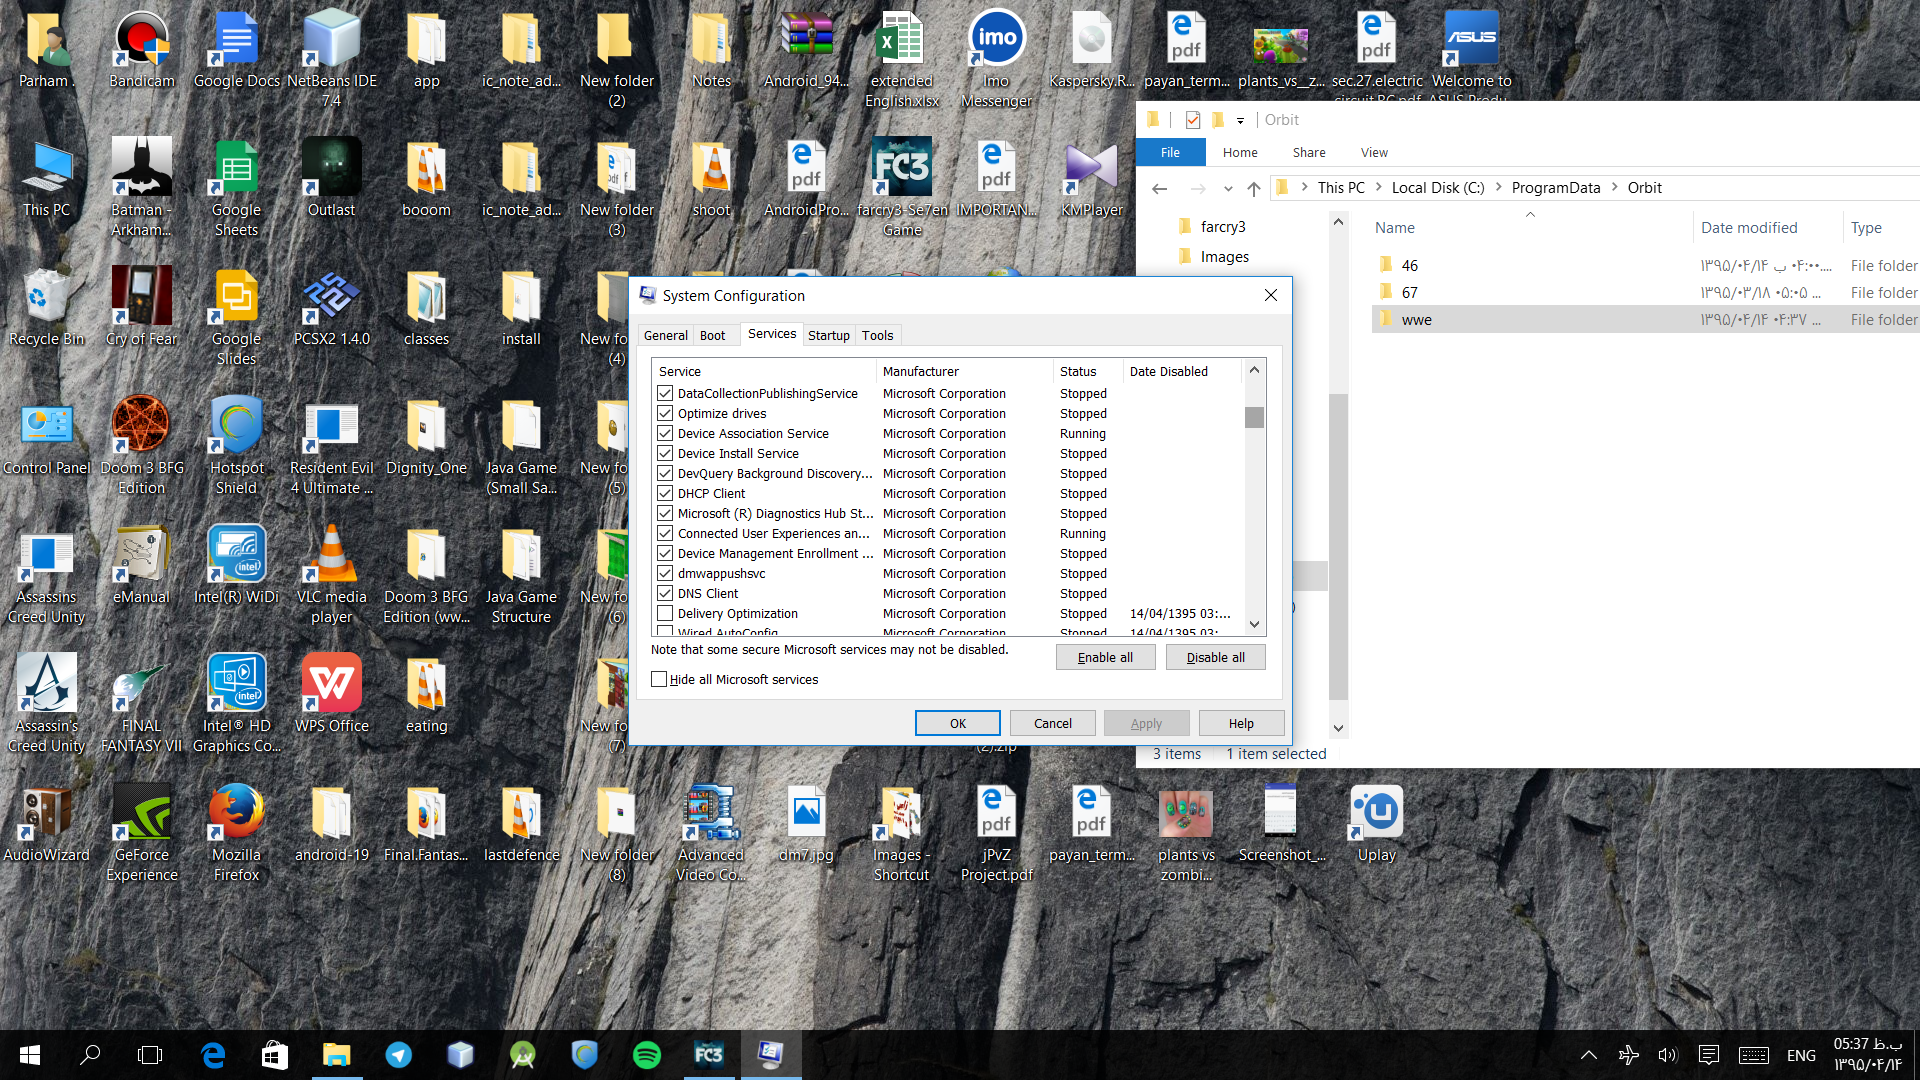 Parham .
Bandicam
Google Docs
NetBeans IDE
7.4
app
ic_note_ad...
New folder
(2)
Notes
Android_94...
extended
English.xlsx
Imo
Messenger
Kaspersky.R...
payan_term...
plants_vs__z...
sec.27.electric
Welcome to
This PC
Batman -
Arkham...
Google
Sheets
Outlast
booom
ic_note_ad...
New folder
(3)
shoot
AndroidPro...
farcry3-Se7en
Game
IMPORTAN...
KMPlayer
Recycle Bin
Cry of Fear
Google
Slides
PCSX2 1.4.0
classes
install
New fo
(4)
Control Panel
Doom 3 BFG
Edition
Hotspot
Shield
Resident Evil
4 Ultimate ...
Dignity_One
Java Game
(Small Sa...
New fo
(5)
Assassins
Creed Unity
eManual
Intel(R) WiDi
VLC media
player
Doom 3 BFG
Edition (ww...
Java Game
Structure
New fo
(6)
Assassin's
Creed Unity
FINAL
FANTASY VII
Intel® HD
Graphics Co...
WPS Office
eating
New fo
(7)
(2).zip
AudioWizard
GeForce
Experience
Mozilla
Firefox
android-19
Final.Fantas...
lastdefence
New folder
(8)
Advanced
Video Co...
dm7.jpg
Images -
Shortcut
jPvZ
Project.pdf
payan_term...
plants vs
zombi...
Screenshot_...
Uplay
Orbit
File Home Share View
This PC Local Disk (C:) ProgramData Orbit
farcry3
Images
Name Date modified Type
46 ۱۳۹۵/۰۴/۱۴ ب ۰۴:۰۰.... File folder
67 ۱۳۹۵/۰۳/۱۸ ۰۵:۰۵ ... File folder
wwe ۱۳۹۵/۰۴/۱۴ ۰۴:۳۷ ... File folder
3 items 1 item selected
System Configuration
General Boot Services Startup Tools
Service Manufacturer Status Date Disabled
DataCollectionPublishingService Microsoft Corporation Stopped
Optimize drives Microsoft Corporation Stopped
Device Association Service Microsoft Corporation Running
Device Install Service Microsoft Corporation Stopped
DevQuery Background Discovery... Microsoft Corporation Stopped
DHCP Client Microsoft Corporation Stopped
Microsoft (R) Diagnostics Hub St... Microsoft Corporation Stopped
Connected User Experiences an... Microsoft Corporation Running
Device Management Enrollment ... Microsoft Corporation Stopped
dmwappushsvc Microsoft Corporation Stopped
DNS Client Microsoft Corporation Stopped
Delivery Optimization Microsoft Corporation Stopped 14/04/1395 03:...
Wired AutoConfig Microsoft Corporation Stopped 14/04/1395 03:...
Note that some secure Microsoft services may not be disabled.
Enable all Disable all
Hide all Microsoft services
OK Cancel Apply Help
ENG
05:37 ب.ظ
۱۳۹۵/۰۴/۱۴